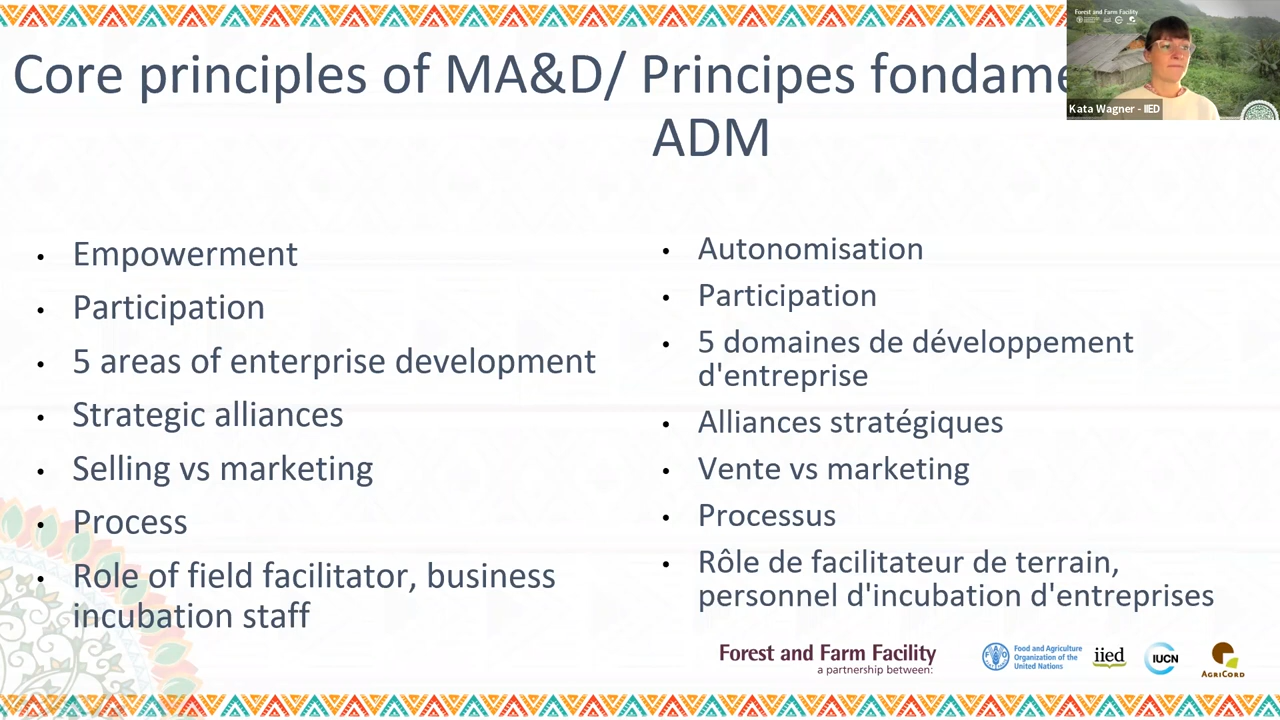 Core principles of MA&D/ Principes
ADM
Forest and Farm Facility
Kata Wagner - IIED
• Empowerment
• Participation
• 5 areas of enterprise development
• Strategic alliances
• Selling vs marketing
• Process
• Role of field facilitator, business
incubation staff
• Autonomisation
• Participation
• 5 domaines de développement
d'entreprise
• Alliances stratégiques
• Vente vs marketing
• Processus
• Rôle de facilitateur de terrain,
personnel d'incubation d'entreprises
Forest and Farm Facility
a partnership between:
Food and Agriculture
Organization of the
United Nations
iied
IUCN
AGRICORD